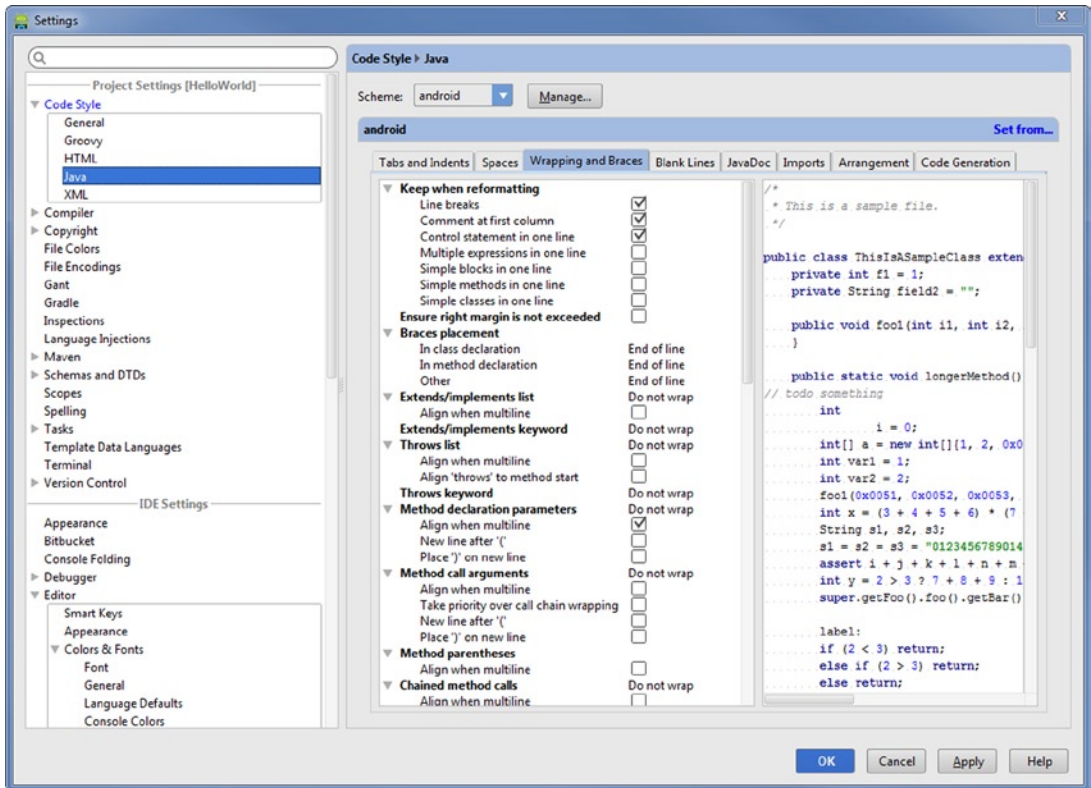 Settings
Project Settings [HelloWorld]
Code Style
General
Groovy
HTML
Java
XML
Compiler
Copyright
File Colors
File Encodings
Gant
Gradle
Inspections
Language Injections
Maven
Schemas and DTDs
Scopes
Spelling
Tasks
Template Data Languages
Terminal
Version Control
IDE Settings
Appearance
Bitbucket
Console Folding
Debugger
Editor
Smart Keys
Appearance
Colors & Fonts
Font
General
Language Defaults
Console Colors
Code Style Java
Scheme: android Manage...
android Set from...
Tabs and Indents Spaces Wrapping and Braces Blank Lines JavaDoc Imports Arrangement Code Generation
Keep when reformatting
Line breaks
Comment at first column
Control statement in one line
Multiple expressions in one line
Simple blocks in one line
Simple methods in one line
Simple classes in one line
Ensure right margin is not exceeded
Braces placement
In class declaration End of line
In method declaration End of line
Other End of line
Extends/implements list Do not wrap
Align when multiline
Extends/implements keyword Do not wrap
Throws list Do not wrap
Align when multiline
Align 'throws' to method start
Throws keyword Do not wrap
Method declaration parameters Do not wrap
Align when multiline
New line after '('
Place ')' on new line
Method call arguments Do not wrap
Align when multiline
Take priority over call chain wrapping
New line after '('
Place ')' on new line
Method parentheses
Align when multiline
Chained method calls Do not wrap
Align when multiline
/*
* This is a sample file.
*/
public class ThisIsASampleClass exten
private int f1 = 1;
private String field2 = "";
public void foo1(int i1, int i2,
}
public static void longerMethod()
// todo something
int
i = 0;
int[] a = new int[]{1, 2, 0x0
int var1 = 1;
int var2 = 2;
foo1(0x0051, 0x0052, 0x0053,
int x = (3 + 4 + 5 + 6) * (7
String s1, s2, s3;
s1 = s2 = s3 = "0123456789014
assert i + j + k + l + n + m
int y = 2 > 3 ? 7 + 8 + 9 : 1
super.getFoo().foo().getBar()
label:
if (2 < 3) return;
else if (2 > 3) return;
else return;
OK Cancel Apply Help